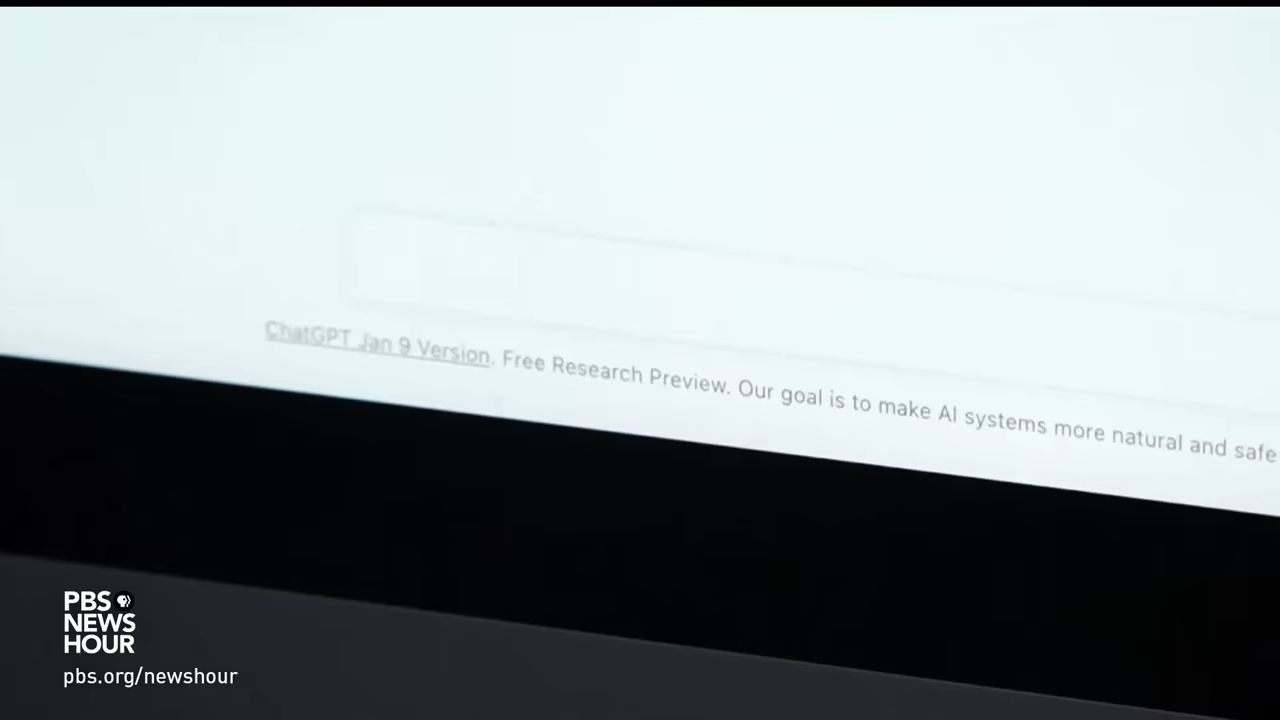 ChatGPT Jan 9 Version. Free Research Preview. Our goal is to make AI systems more natural and safe
PBS
NEWS
HOUR
pbs.org/newshour